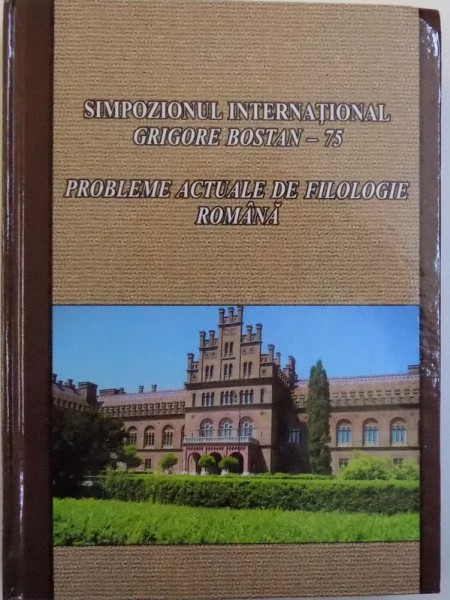 SIMPOZIONUL INTERNAȚIONAL
GRIGORE BOSTAN – 75
PROBLEME ACTUALE DE FILOLOGIE
ROMÂNĂ